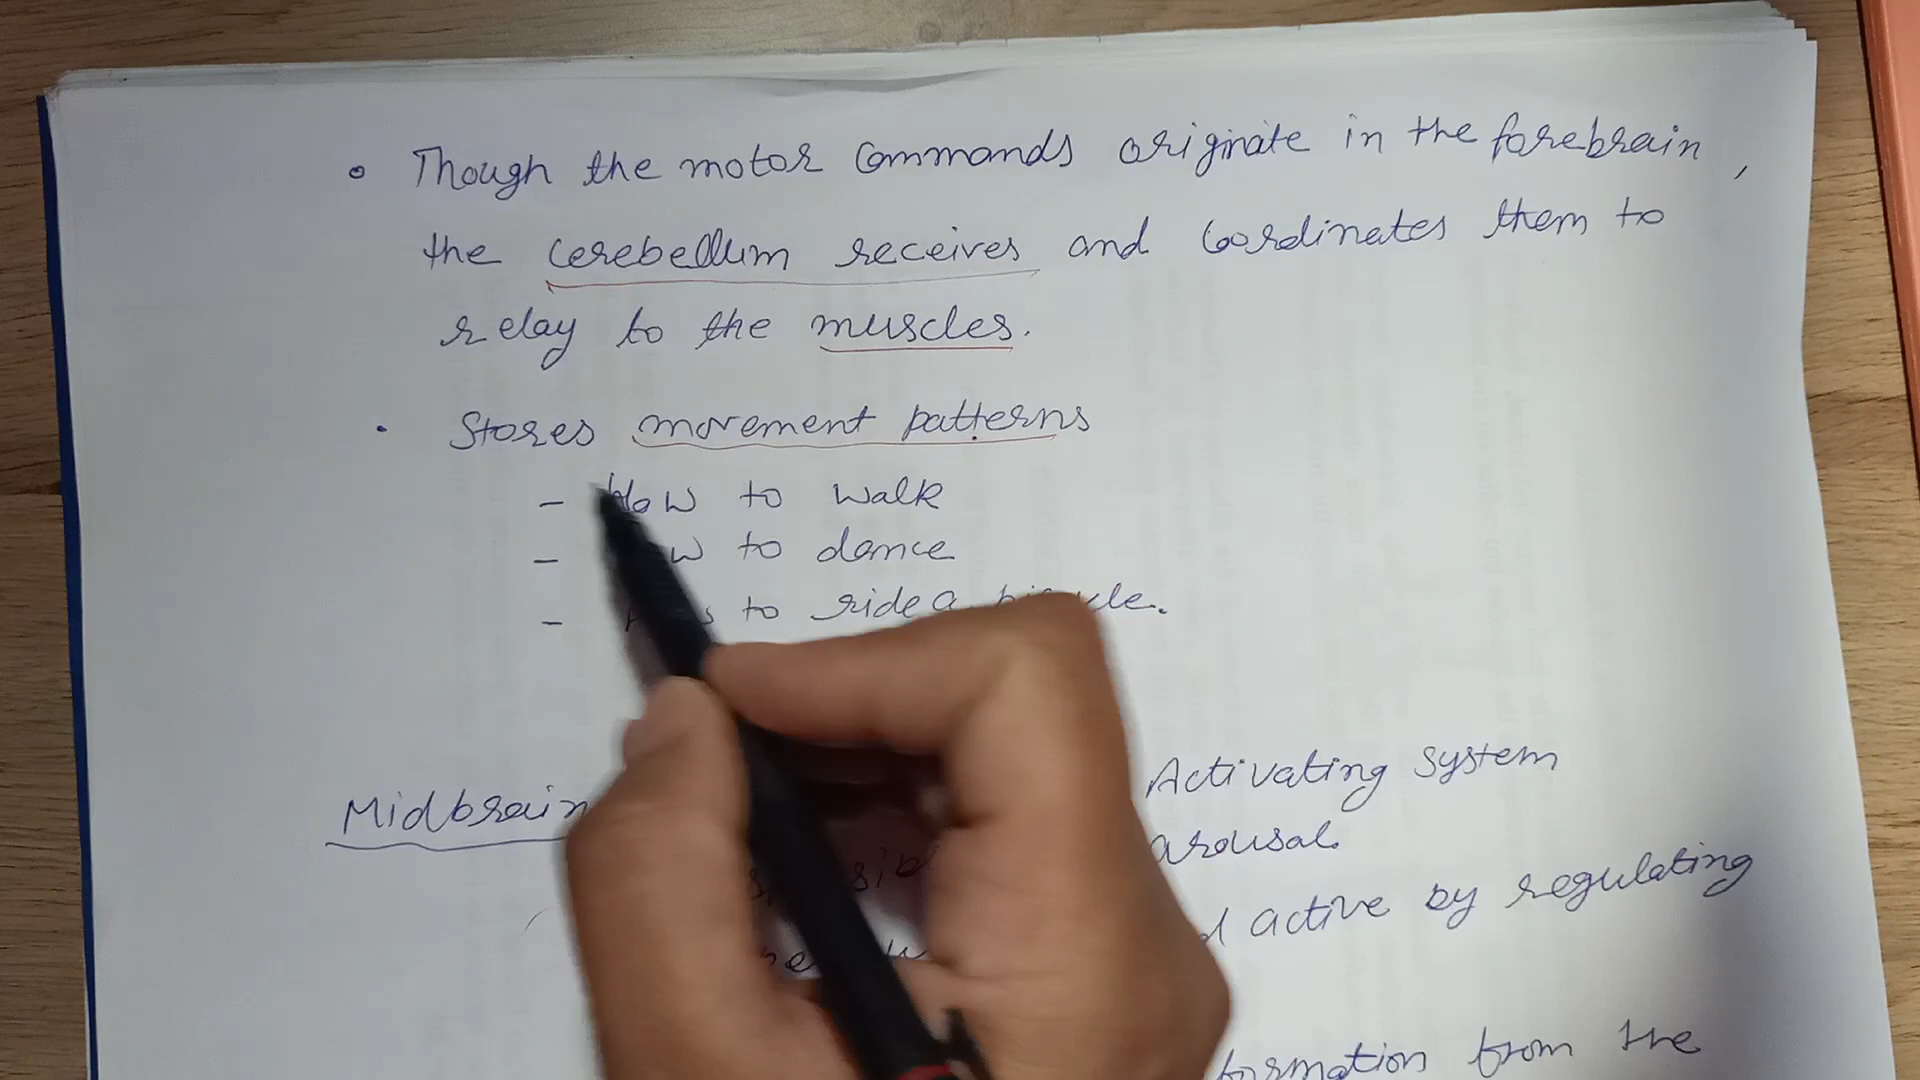 • Though the motor commands originate in the forebrain,
the cerebellum receives and coordinates them to
relay to the muscles.
• Stores movement patterns
- How to walk
- to dance
- to ride a
Midbrain Activating system
arousal.
active by regulating
from the